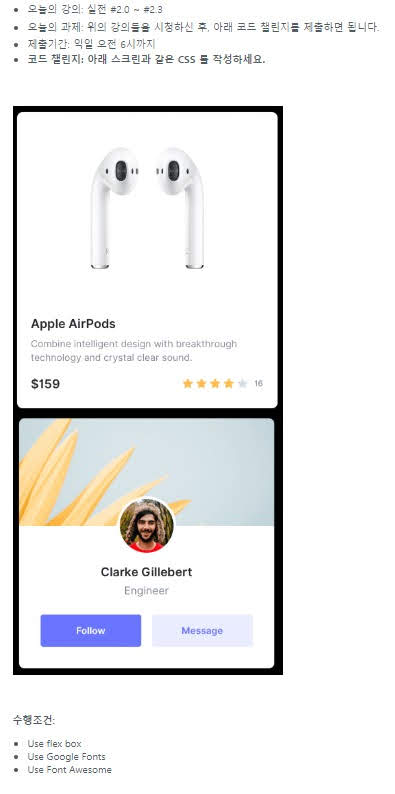 오늘의 강의: 실전 #2.0 ~ #2.3
오늘의 과제: 위의 강의들을 시청하신 후, 아래 코드 챌린지를 제출하면 됩니다.
제출기간: 익일 오전 6시까지
코드 챌린지: 아래 스크린과 같은 CSS 를 작성하세요.
Apple AirPods
Combine intelligent design with breakthrough
technology and crystal clear sound.
$159 16
Clarke Gillebert
Engineer
Follow Message
수행조건:
Use flex box
Use Google Fonts
Use Font Awesome